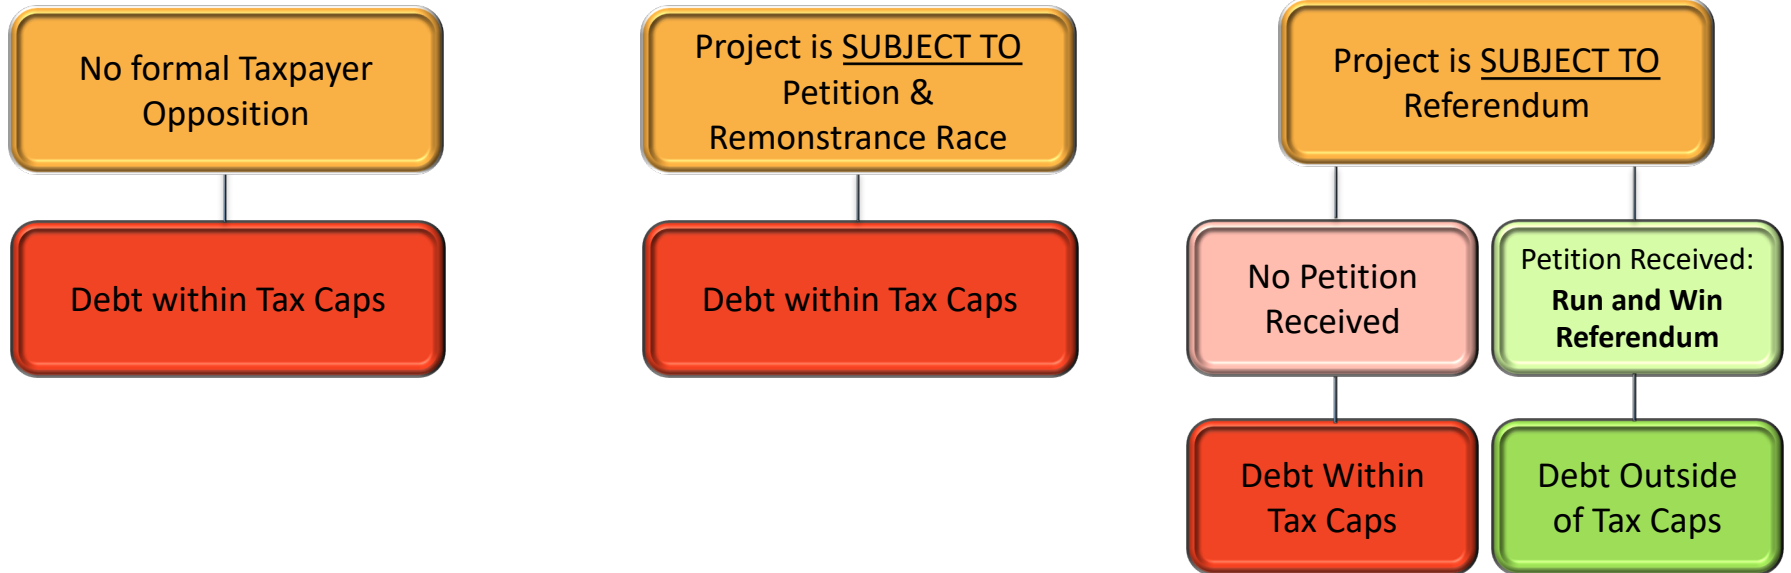 No formal Taxpayer
Opposition
Debt within Tax Caps
Project is SUBJECT TO
Petition &
Remonstrance Race
Debt within Tax Caps
Project is SUBJECT TO
Referendum
No Petition
Received
Debt Within
Tax Caps
Petition Received:
Run and Win
Referendum
Debt Outside
of Tax Caps